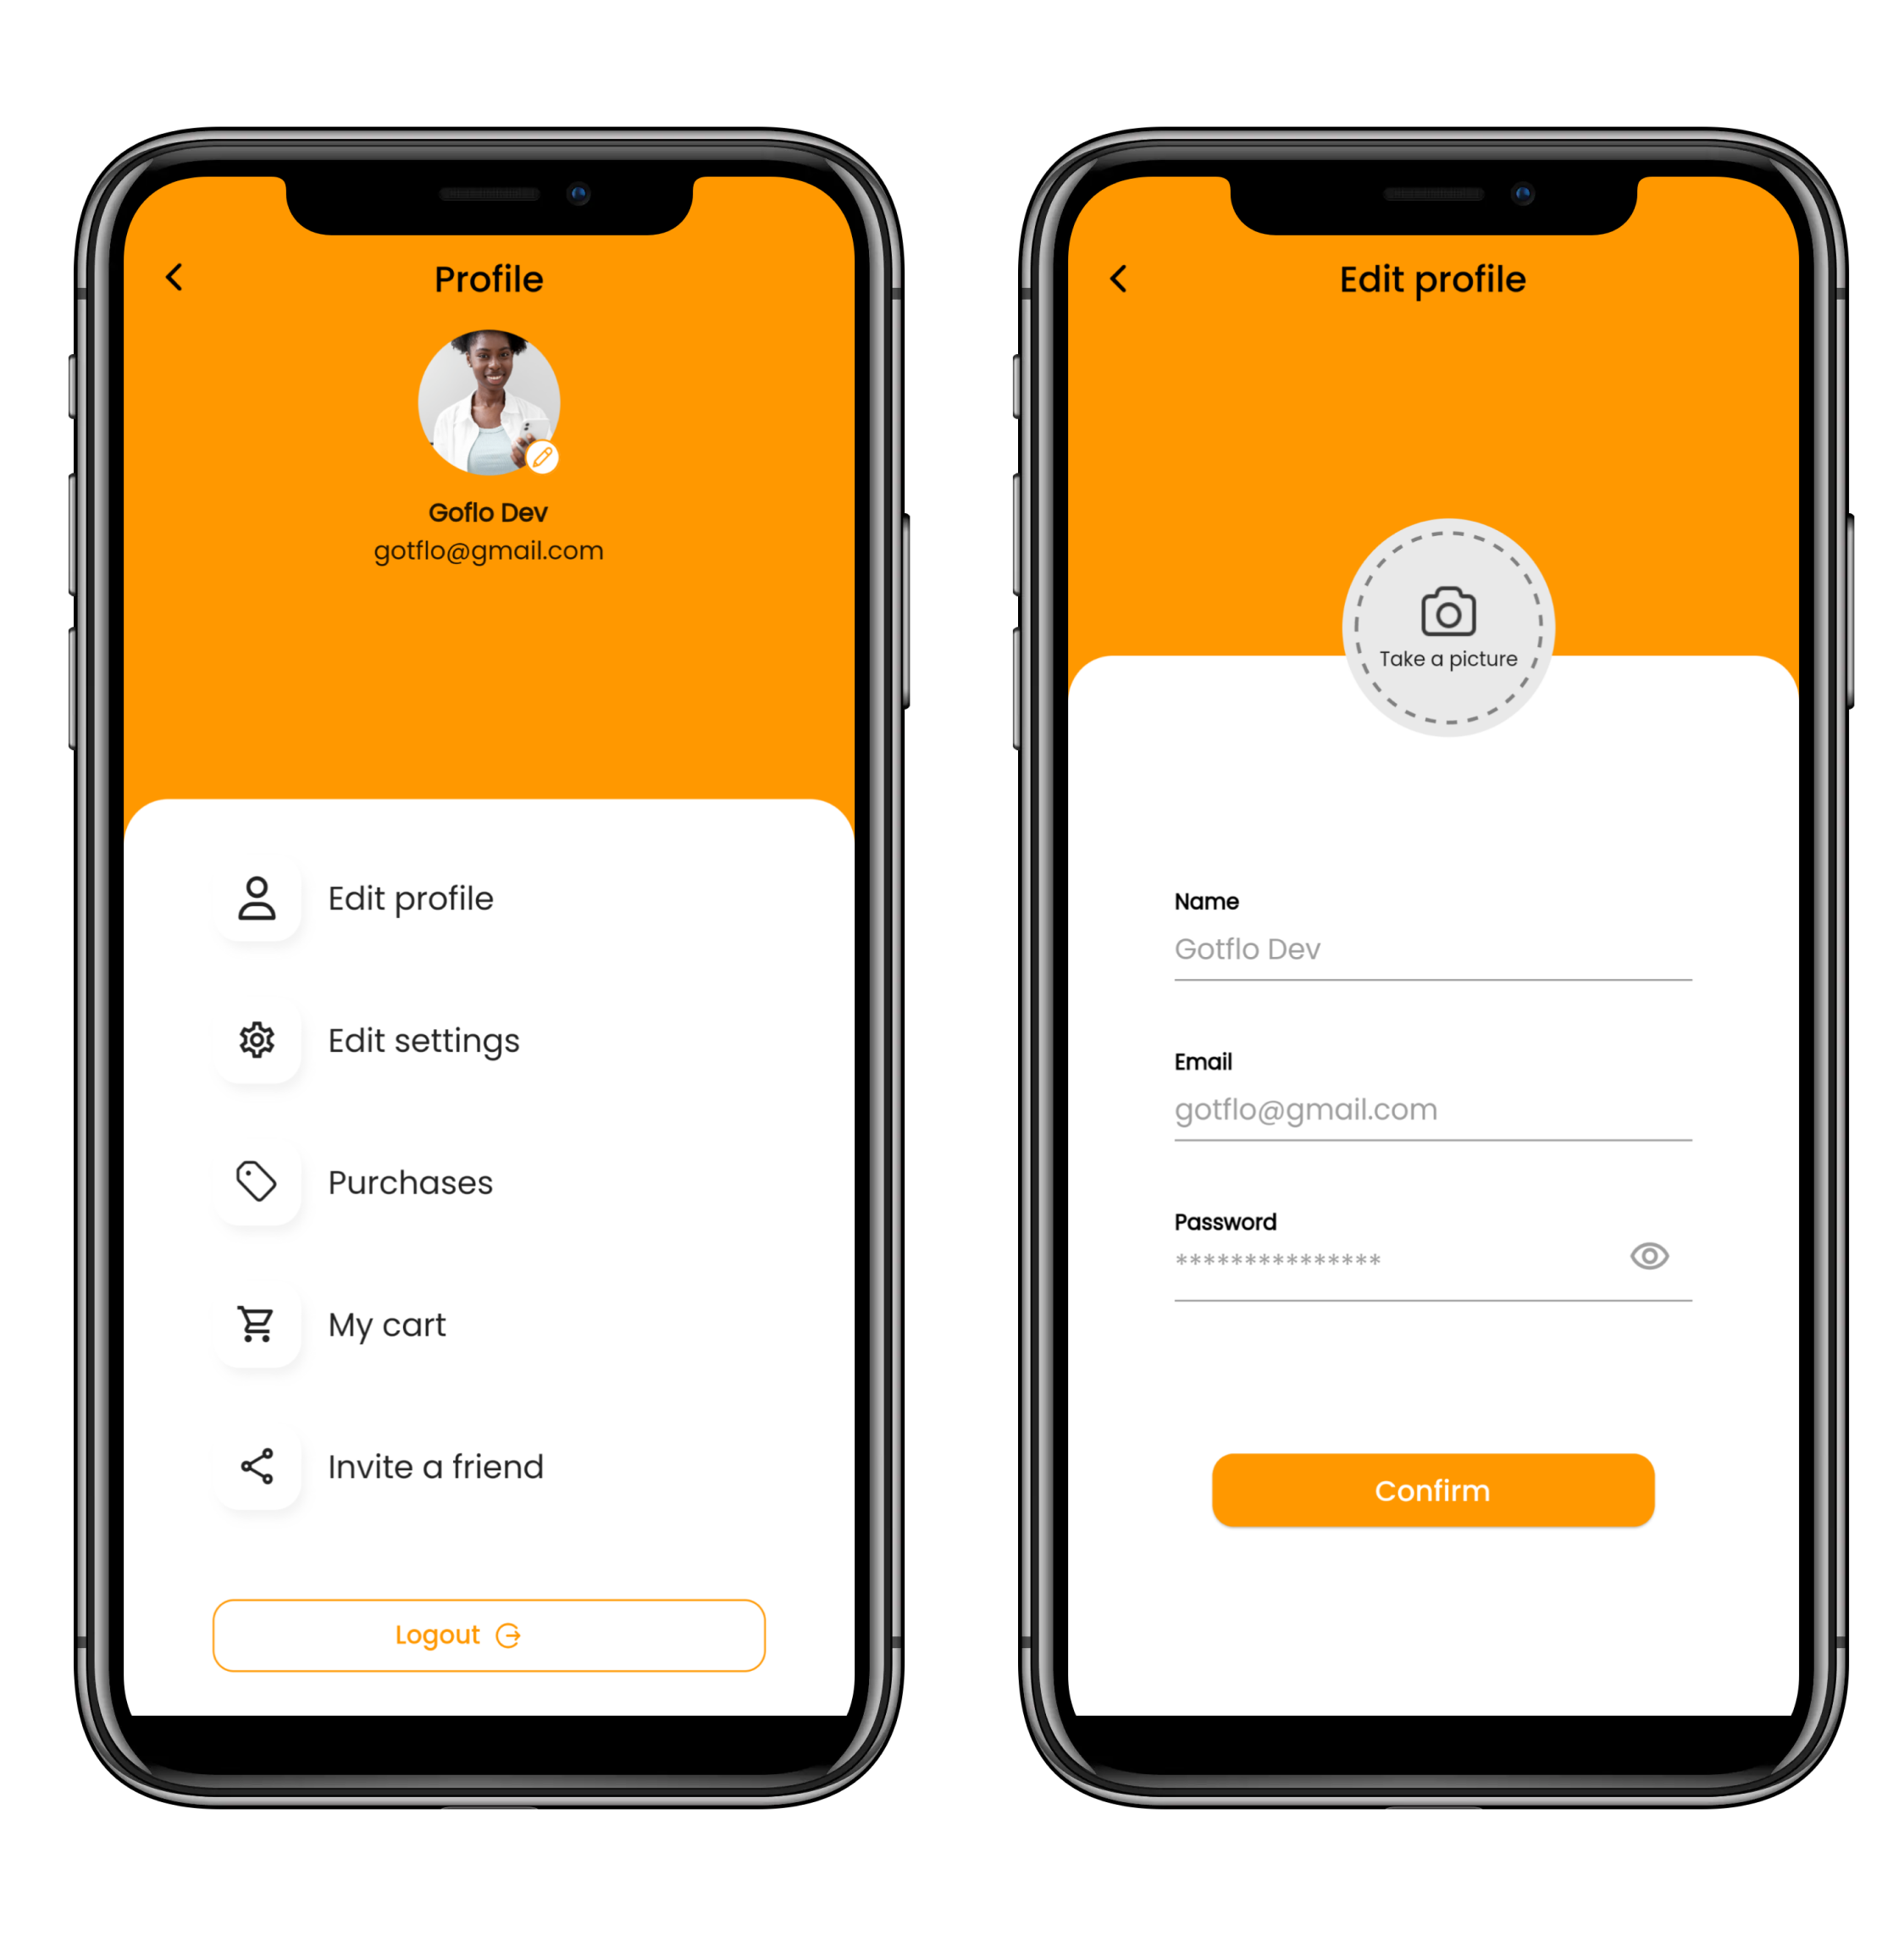 Profile
Goflo Dev
gotflo@gmail.com
Edit profile
Edit settings
Purchases
My cart
Invite a friend
Logout
Edit profile
Take a picture
Name
Gotflo Dev
Email
gotflo@gmail.com
Password
***************
Confirm